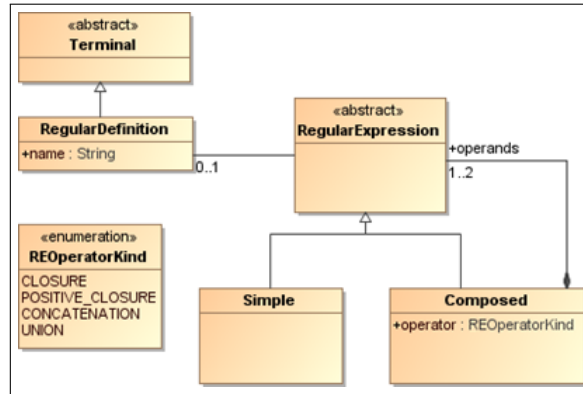 «abstract»
Terminal
RegularDefinition
+name : String
0..1
«abstract»
RegularExpression
+operands
1..2
«enumeration»
REOperatorKind
CLOSURE
POSITIVE_CLOSURE
CONCATENATION
UNION
Simple
Composed
+operator : REOperatorKind